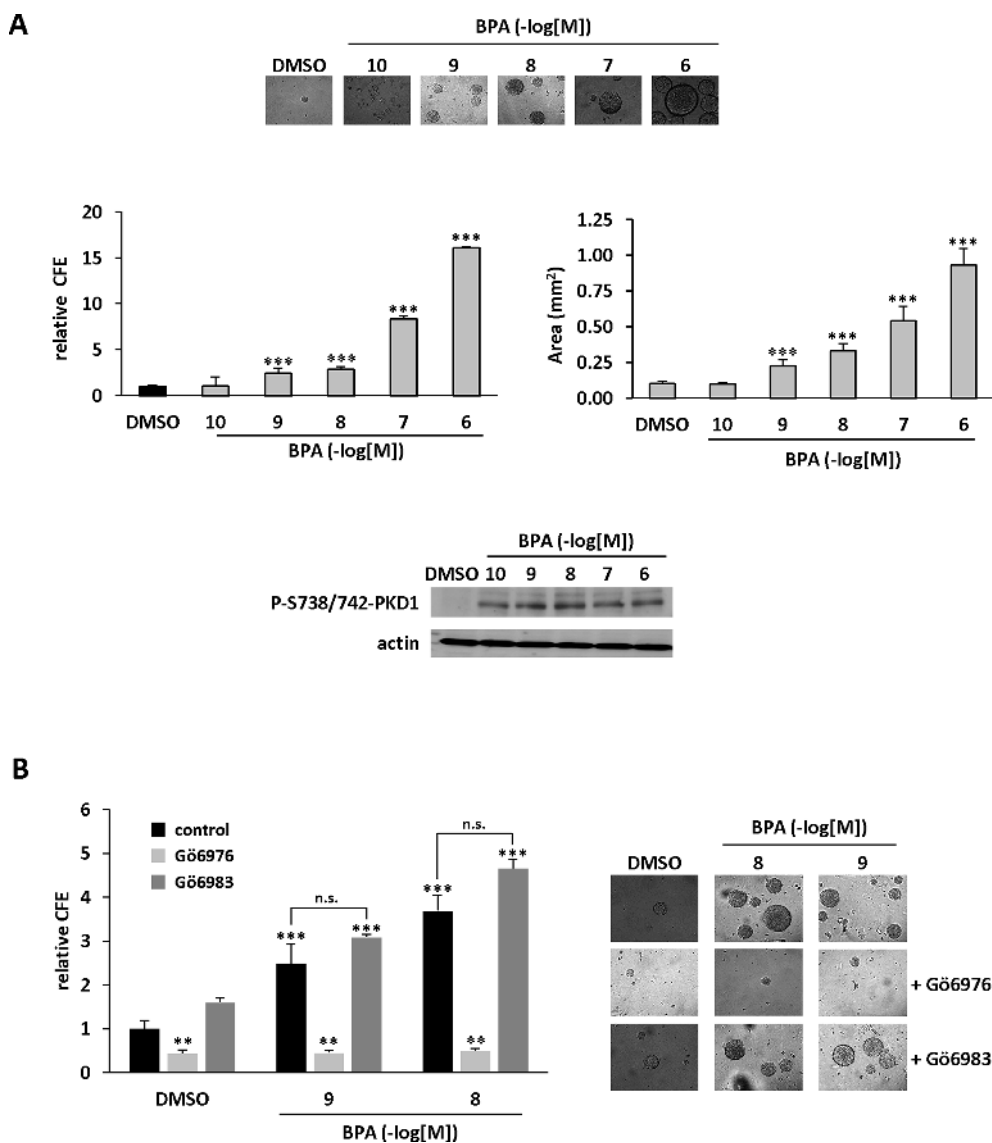 A
BPA (-log[M])
DMSO 10 9 8 7 6
relative CFE
20
15
10
5
0
*** *** *** ***
DMSO 10 9 8 7 6
BPA (-log[M])
Area (mm²)
1.25
1.00
0.75
0.50
0.25
0.00
*** *** *** ***
DMSO 10 9 8 7 6
BPA (-log[M])
BPA (-log[M])
DMSO 10 9 8 7 6
P-S738/742-PKD1
actin
B
relative CFE
6
5
4
3
2
1
0
control
Gö6976
Gö6983
n.s.
n.s.
** *** ** *** *** ** ***
DMSO 9 8
BPA (-log[M])
BPA (-log[M])
DMSO 8 9
+ Gö6976
+ Gö6983